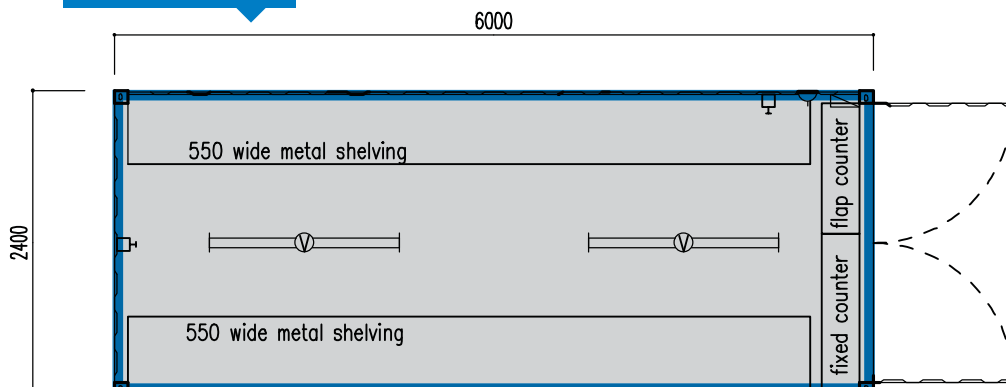 6000
550 wide metal shelving
flap counter
2400
V
V
fixed counter
550 wide metal shelving